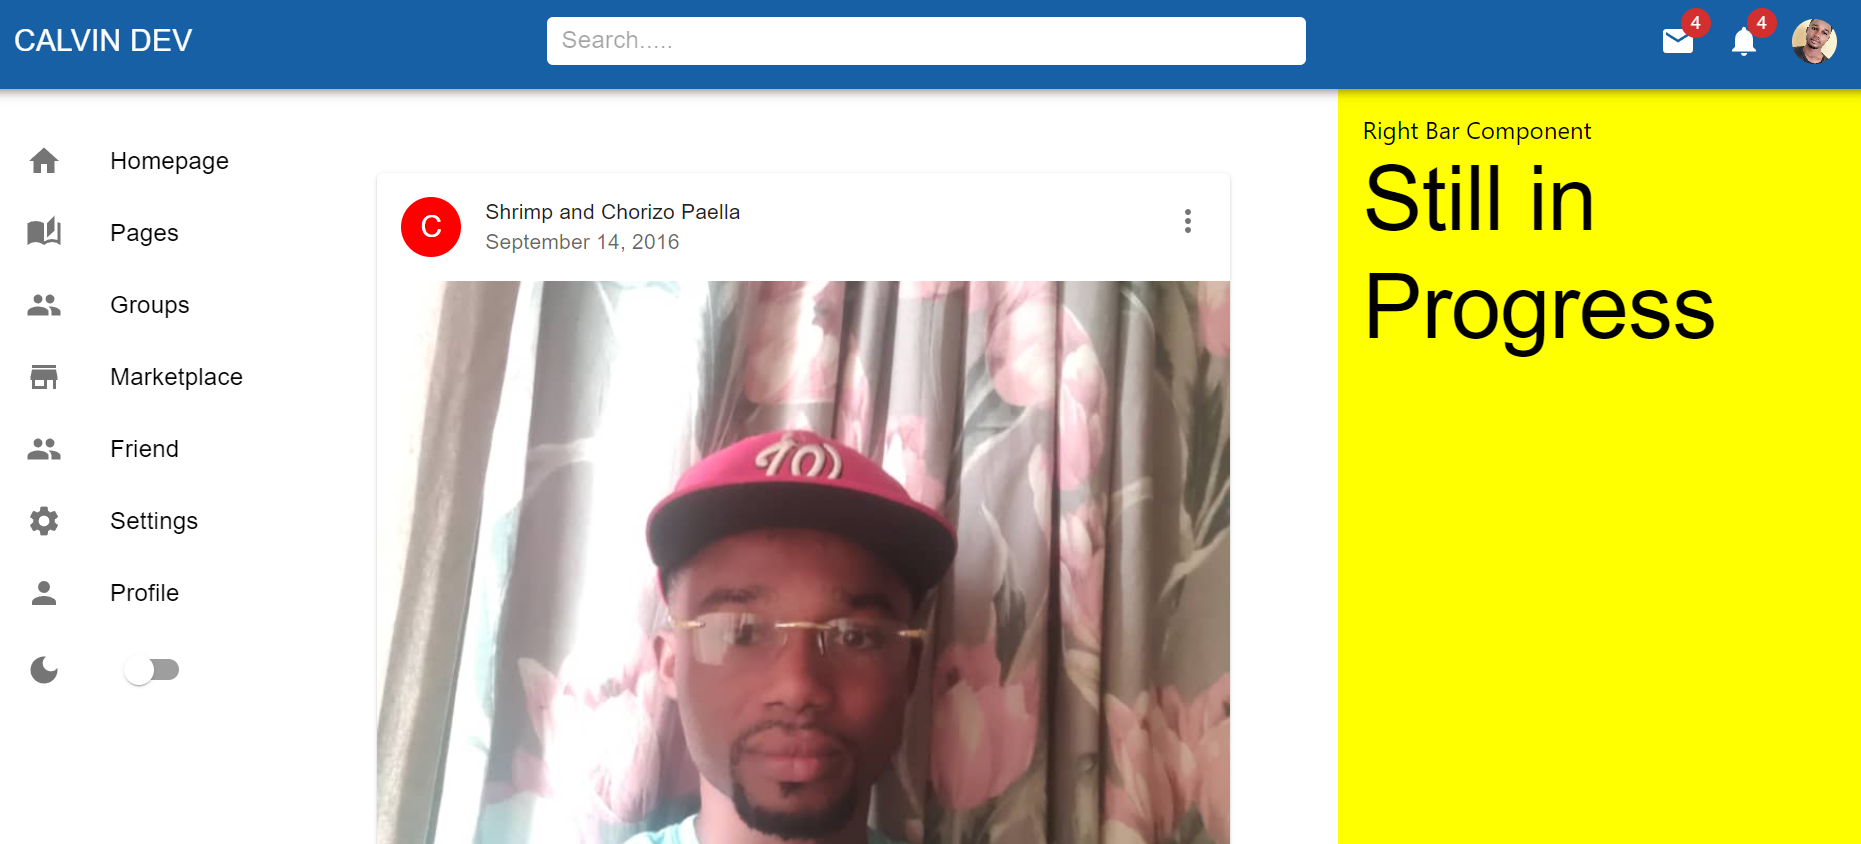 CALVIN DEV
Search.....
4
4
Homepage
Pages
Groups
Marketplace
Friend
Settings
Profile
C
Shrimp and Chorizo Paella
September 14, 2016
Right Bar Component
Still in
Progress